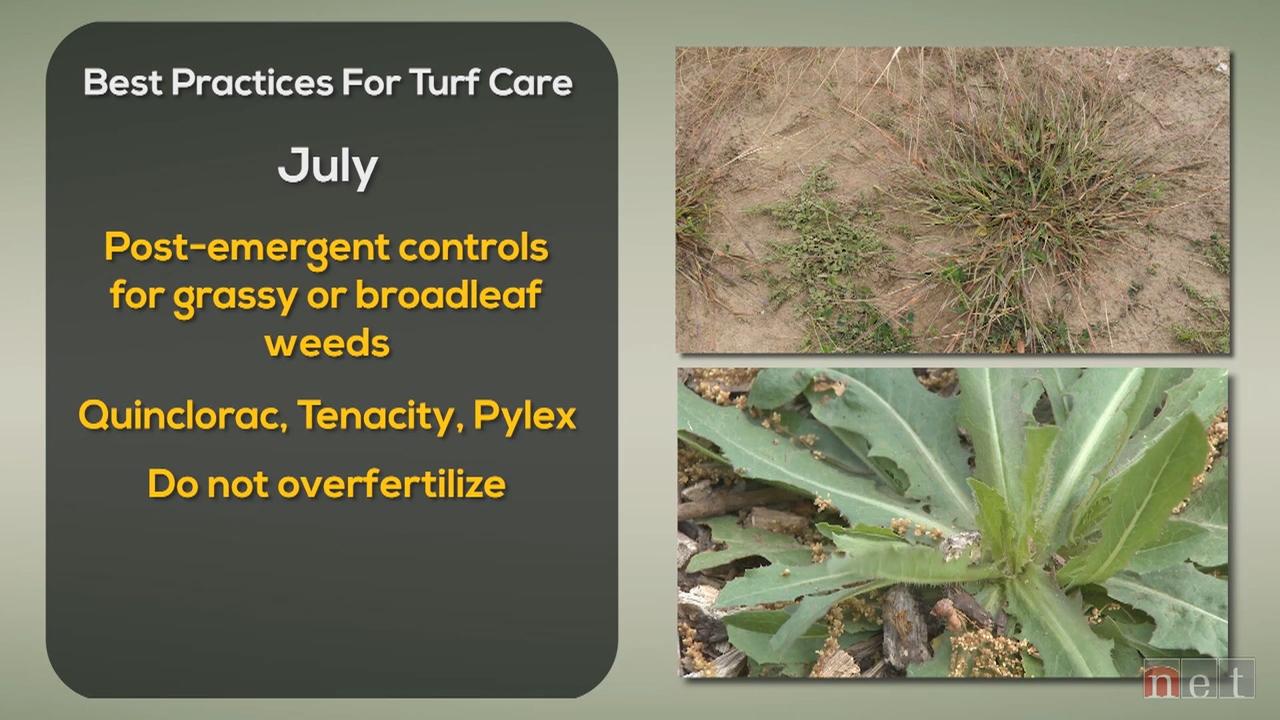 Best Practices For Turf Care
July
Post-emergent controls
for grassy or broadleaf
weeds
Quinclorac, Tenacity, Pylex
Do not overfertilize
net